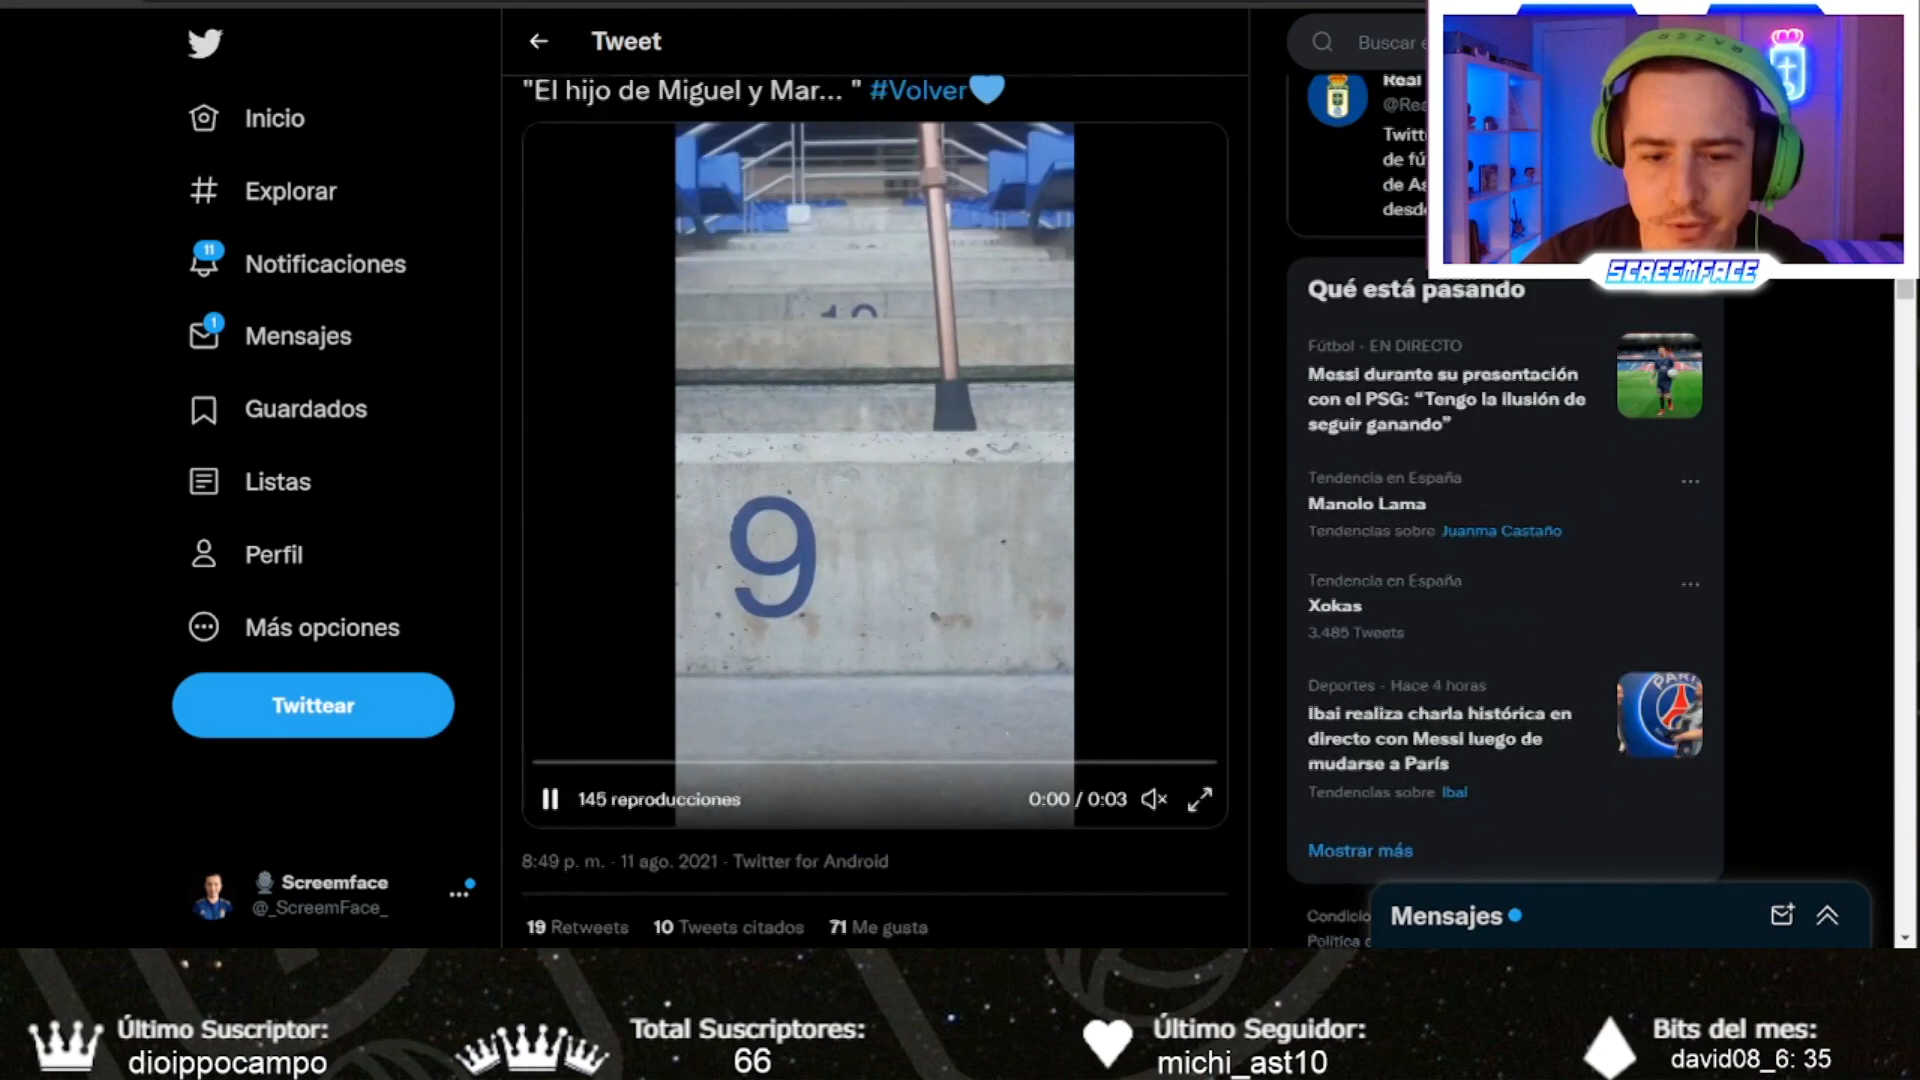 Inicio
Explorar
11
Notificaciones
1
Mensajes
Guardados
Listas
Perfil
Más opciones
Twittear
Screemface
@_ScreemFace_
Tweet
"El hijo de Miguel y Mar... " #Volver
10
9
145 reproducciones
0:00 / 0:03
8:49 p. m. · 11 ago. 2021 · Twitter for Android
19 Retweets 10 Tweets citados 71 Me gusta
Buscar
Real
de fú
Qué está pasando
Fútbol · EN DIRECTO
Messi durante su presentación
con el PSG: “Tengo la ilusión de
seguir ganando”
Tendencia en España
Manolo Lama
Tendencias sobre Juanma Castaño
Tendencia en España
Xokas
3.485 Tweets
Deportes · Hace 4 horas
Ibai realiza charla histórica en
directo con Messi luego de
mudarse a París
Tendencias sobre Ibai
Mostrar más
Mensajes
RAZER
SCREEMFACE
Último Suscriptor:
dioippocampo
Total Suscriptores:
66
Último Seguidor:
michi_ast10
Bits del mes:
david08_6: 35